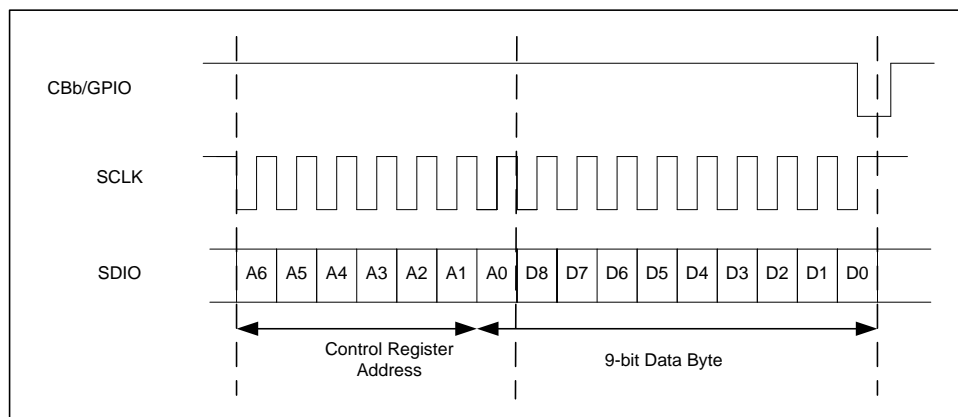 CBb/GPIO
SCLK
SDIO
A6 A5 A4 A3 A2 A1 A0 D8 D7 D6 D5 D4 D3 D2 D1 D0
Control Register
Address
9-bit Data Byte